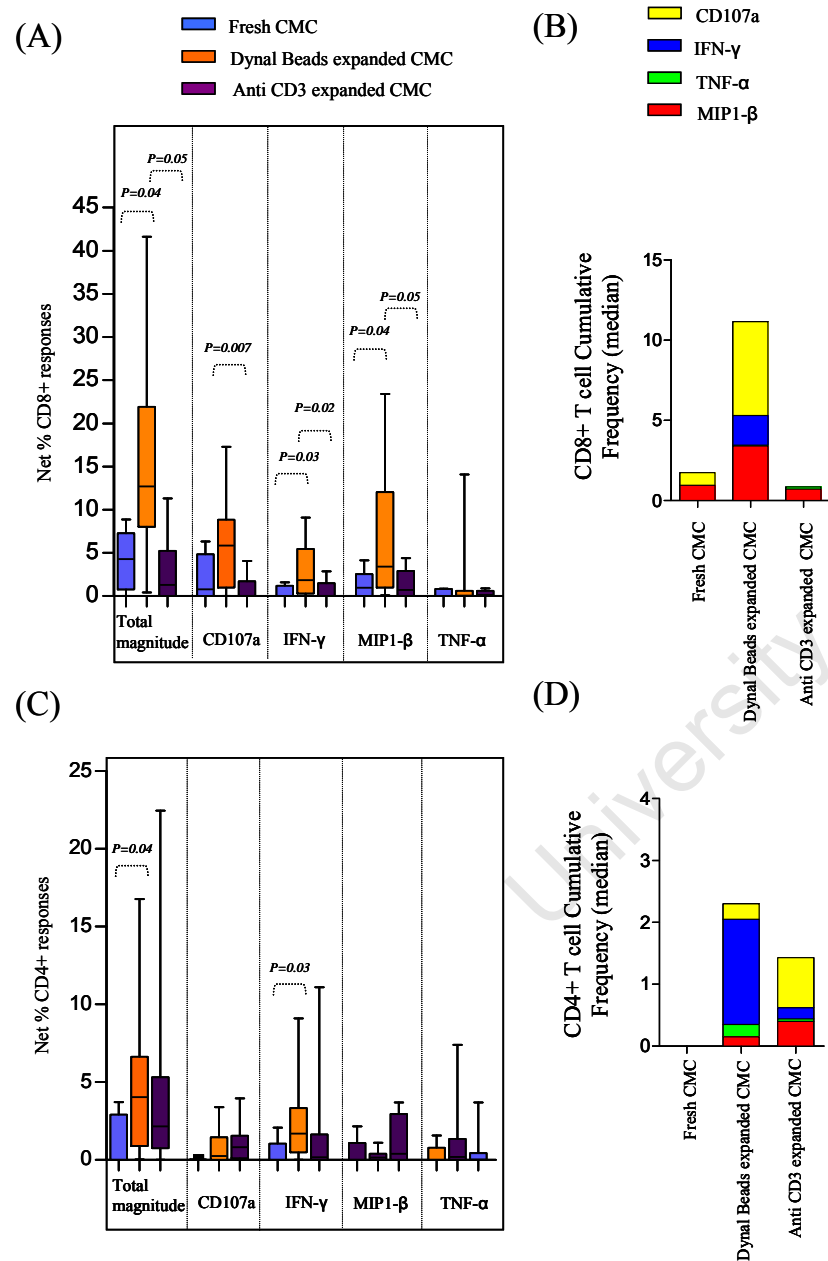 (A)
Fresh CMC
Dynal Beads expanded CMC
Anti CD3 expanded CMC
Net % CD8+ responses
45
40
35
30
25
20
15
10
5
0
P=0.04
P=0.05
P=0.007
P=0.03
P=0.02
P=0.04
P=0.05
Total
magnitude
CD107a
IFN-γ
MIP1-β
TNF-α
(B)
CD107a
IFN-γ
TNF-α
MIP1-β
CD8+ T cell Cumulative
Frequency (median)
15
10
5
0
Fresh CMC
Dynal Beads expanded CMC
Anti CD3 expanded CMC
(C)
Net % CD4+ responses
25
20
15
10
5
0
P=0.04
P=0.03
Total
magnitude
CD107a
IFN-γ
MIP1-β
TNF-α
(D)
CD4+ T cell Cumulative
Frequency (median)
4
3
2
1
0
Fresh CMC
Dynal Beads expanded CMC
Anti CD3 expanded CMC
University